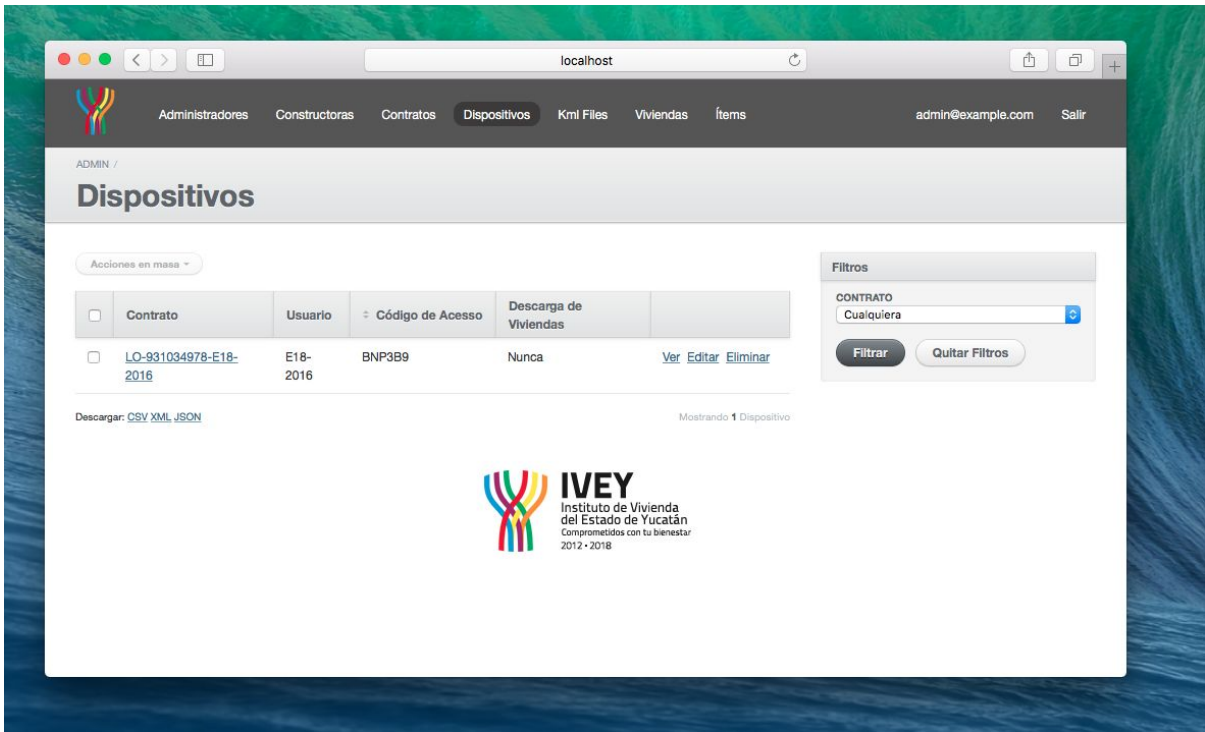 localhost
Administradores Constructoras Contratos Dispositivos Kml Files Viviendas Ítems admin@example.com Salir
ADMIN /
Dispositivos
Acciones en masa
Contrato Usuario Código de Acceso Descarga de Viviendas
LO-931034978-E18-
2016
E18-
2016
BNP3B9
Nunca
Ver Editar Eliminar
Descargar: CSV XML JSON
Mostrando 1 Dispositivo
Filtros
CONTRATO
Cualquiera
Filtrar Quitar Filtros
IVEY
Instituto de Vivienda
del Estado de Yucatán
Comprometidos con tu bienestar
2012 • 2018